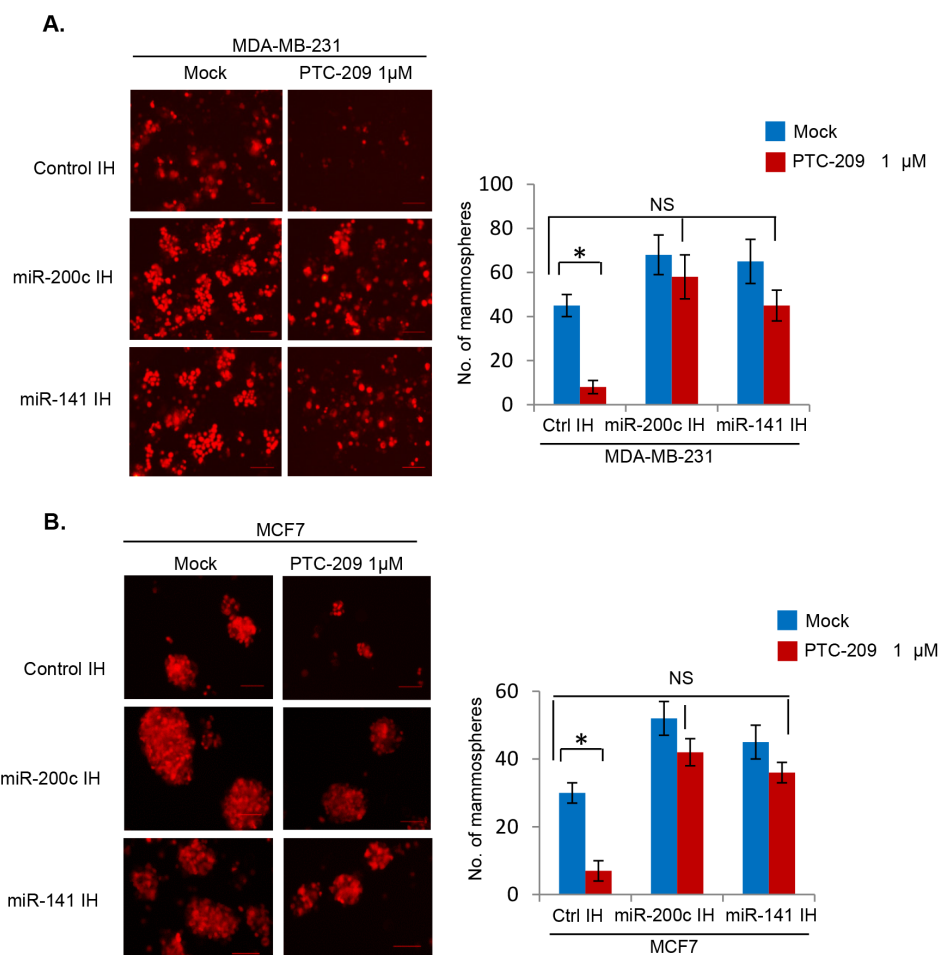 A.
MDA-MB-231
Mock PTC-209 1µM
Control IH
miR-200c IH
miR-141 IH
Mock
PTC-209 1 µM
No. of mammospheres
100
80
60
40
20
0
NS
*
Ctrl IH miR-200c IH miR-141 IH
MDA-MB-231
B.
MCF7
Mock PTC-209 1µM
Control IH
miR-200c IH
miR-141 IH
Mock
PTC-209 1 µM
No. of mammospheres
60
40
20
0
NS
*
Ctrl IH miR-200c IH miR-141 IH
MCF7